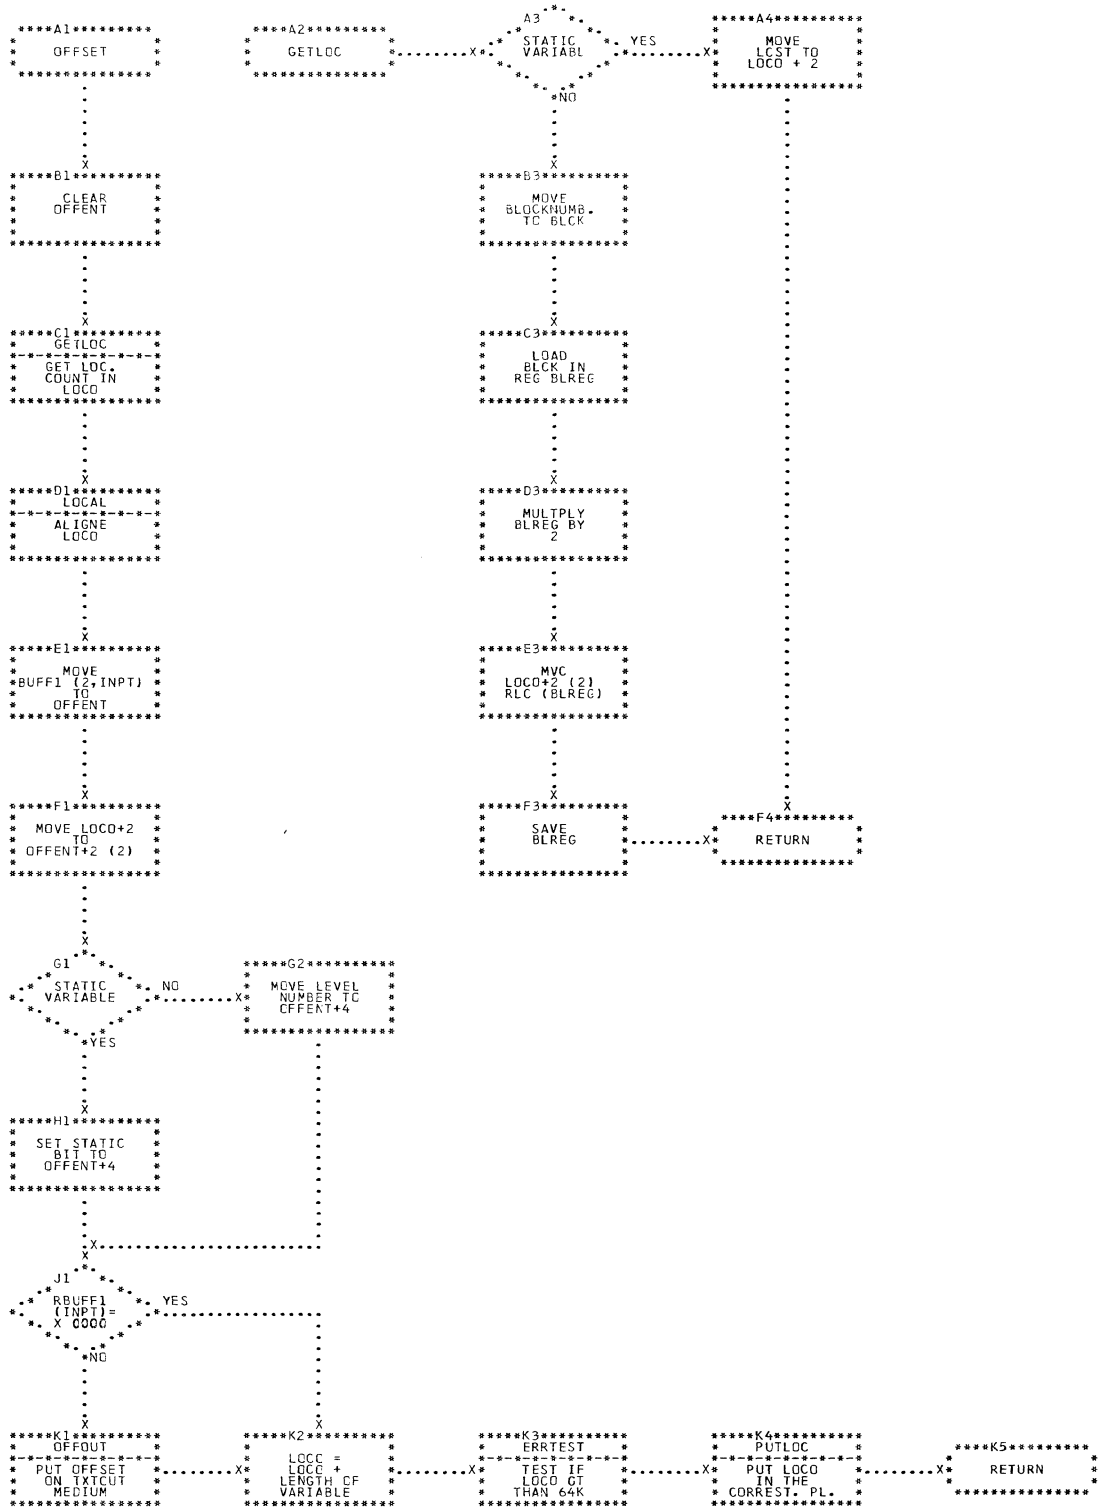 A1
OFFSET
A2
GETLOC
A3
STATIC
VARIABL
YES
NO
A4
MOVE
LCST TO
LOCO + 2
B1
CLEAR
OFFENT
B3
MOVE
BLOCKNUMB.
TO BLCK
C1
GETLOC
GET LOC.
COUNT IN
LOCO
C3
LOAD
BLCK IN
REG BLREG
D1
LOCAL
ALIGNE
LOCO
D3
MULTPLY
BLREG BY
2
E1
MOVE
BUFF1 (2,INPT)
TO
OFFENT
E3
MVC
LOCO+2 (2)
RLC (BLREG)
F1
MOVE LOCO+2
TO
OFFENT+2 (2)
F3
SAVE
BLREG
F4
RETURN
G1
STATIC
VARIABLE
NO
YES
G2
MOVE LEVEL
NUMBER TO
OFFENT+4
H1
SET STATIC
BIT TO
OFFENT+4
J1
RBUFF1
(INPT)=
X 0000
YES
NO
K1
OFFOUT
PUT OFFSET
ON TXTCUT
MEDIUM
K2
LOCC =
LOCO +
LENGTH OF
VARIABLE
K3
ERRTEST
TEST IF
LOCO GT
THAN 64K
K4
PUTLOC
PUT LOCO
IN THE
CORREST. PL.
K5
RETURN